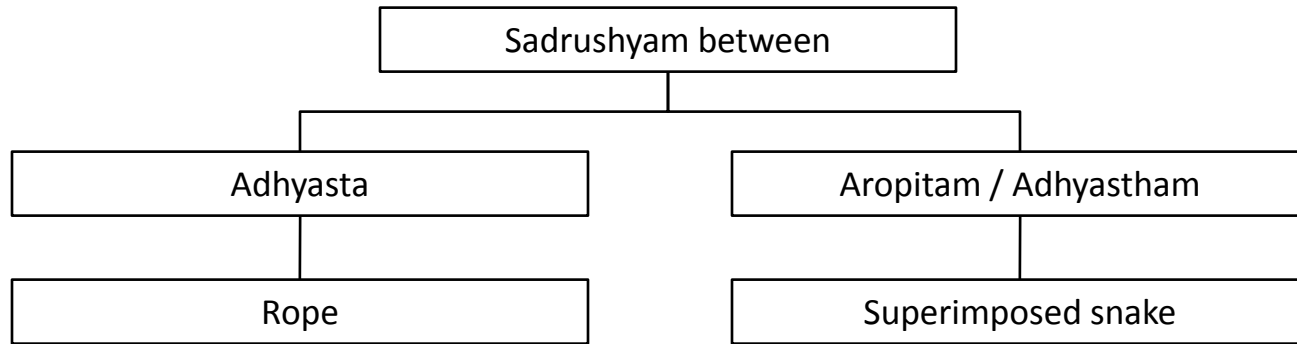 Sadrushyam between
Adhyasta
Aropitam / Adhyastham
Rope
Superimposed snake